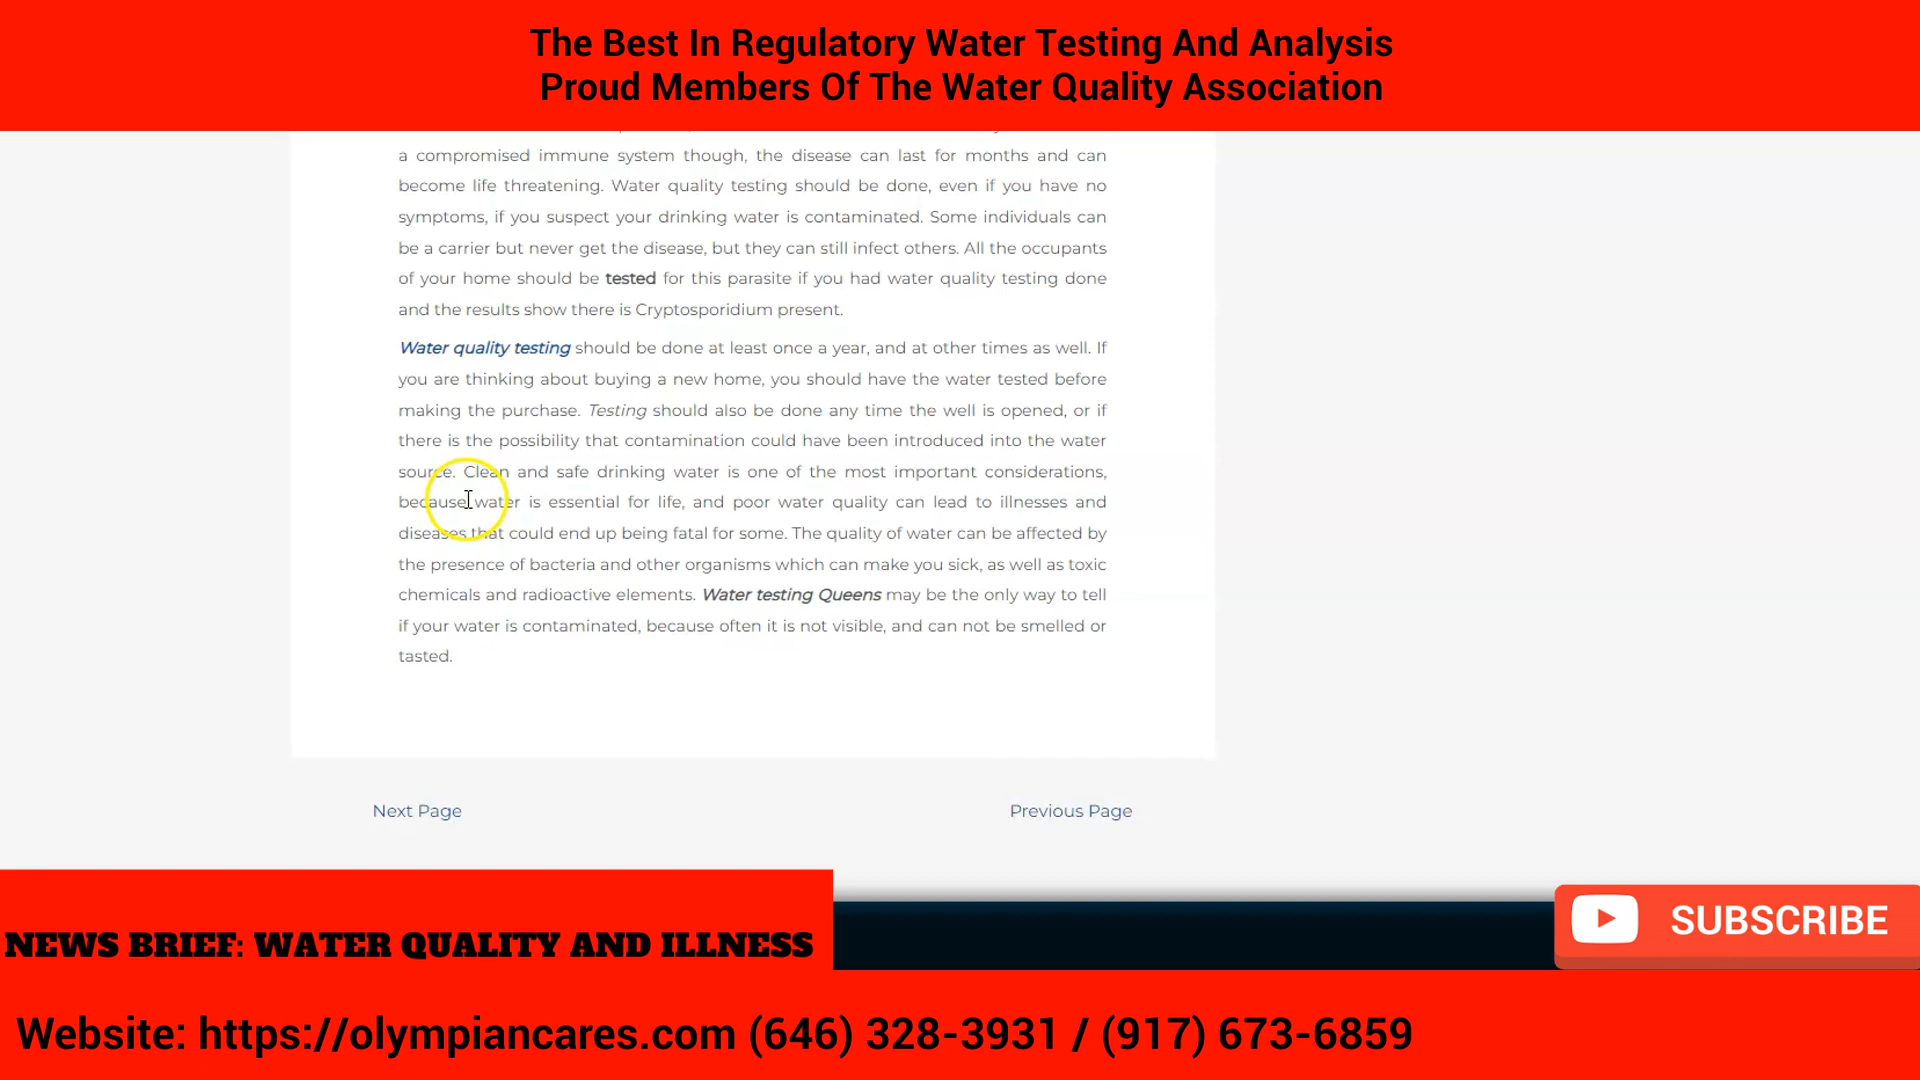 The Best In Regulatory Water Testing And Analysis
Proud Members Of The Water Quality Association
a compromised immune system though, the disease can last for months and can
become life threatening. Water quality testing should be done, even if you have no
symptoms, if you suspect your drinking water is contaminated. Some individuals can
be a carrier but never get the disease, but they can still infect others. All the occupants
of your home should be tested for this parasite if you had water quality testing done
and the results show there is Cryptosporidium present.
Water quality testing should be done at least once a year, and at other times as well. If
you are thinking about buying a new home, you should have the water tested before
making the purchase. Testing should also be done any time the well is opened, or if
there is the possibility that contamination could have been introduced into the water
source. Clean and safe drinking water is one of the most important considerations,
because water is essential for life, and poor water quality can lead to illnesses and
diseases that could end up being fatal for some. The quality of water can be affected by
the presence of bacteria and other organisms which can make you sick, as well as toxic
chemicals and radioactive elements. Water testing Queens may be the only way to tell
if your water is contaminated, because often it is not visible, and can not be smelled or
tasted.
Next Page
Previous Page
NEWS BRIEF: WATER QUALITY AND ILLNESS
SUBSCRIBE
Website: https://olympiancares.com (646) 328-3931 / (917) 673-6859